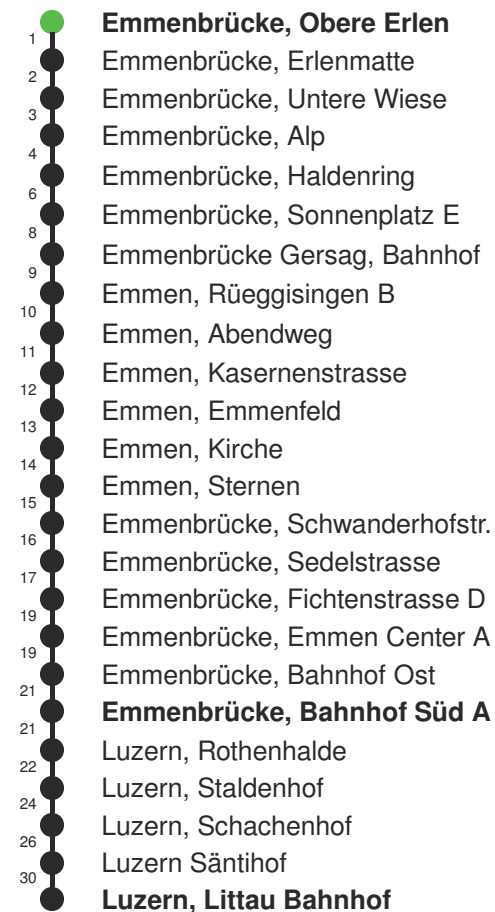 Emmenbrücke, Obere Erlen
1
Emmenbrücke, Erlenmatte
2
Emmenbrücke, Untere Wiese
3
Emmenbrücke, Alp
4
Emmenbrücke, Haldenring
6
Emmenbrücke, Sonnenplatz E
8
Emmenbrücke Gersag, Bahnhof
9
Emmen, Rüeggisingen B
10
Emmen, Abendweg
11
Emmen, Kasernenstrasse
12
Emmen, Emmenfeld
13
Emmen, Kirche
14
Emmen, Sternen
15
Emmenbrücke, Schwanderhofstr.
16
Emmenbrücke, Sedelstrasse
17
Emmenbrücke, Fichtenstrasse D
19
Emmenbrücke, Emmen Center A
19
Emmenbrücke, Bahnhof Ost
21
Emmenbrücke, Bahnhof Süd A
21
Luzern, Rothenhalde
22
Luzern, Staldenhof
24
Luzern, Schachenhof
26
Luzern Säntihof
30
Luzern, Littau Bahnhof